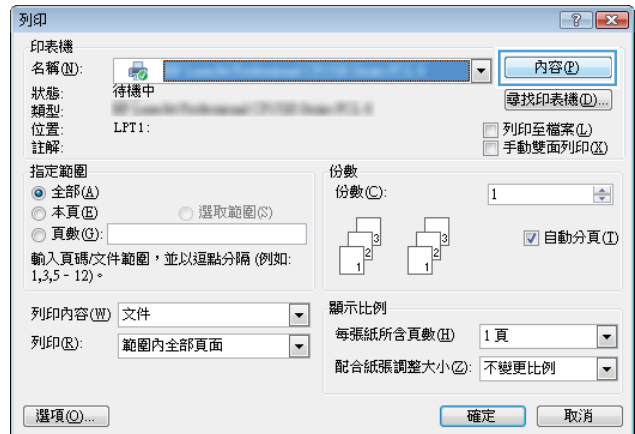 列印
印表機
名稱(N):
內容(P)
狀態: 待機中
類型:
尋找印表機(D)...
位置: LPT1:
註解:
列印至檔案(L)
手動雙面列印(X)
指定範圍
全部(A)
本頁(E) 選取範圍(S)
頁數(G):
輸入頁碼/文件範圍，並以逗點分隔 (例如:
1,3,5 - 12)。
份數
份數(C): 1
3 3
2 2
1 1
自動分頁(T)
列印內容(W) 文件
列印(R): 範圍內全部頁面
顯示比例
每張紙所含頁數(H) 1 頁
配合紙張調整大小(Z): 不變更比例
選項(O)... 確定 取消